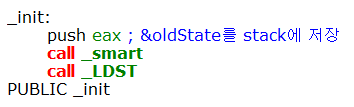 _init:
push eax ; &oldState를 stack에 저장
call _smart
call _LDST
PUBLIC _init